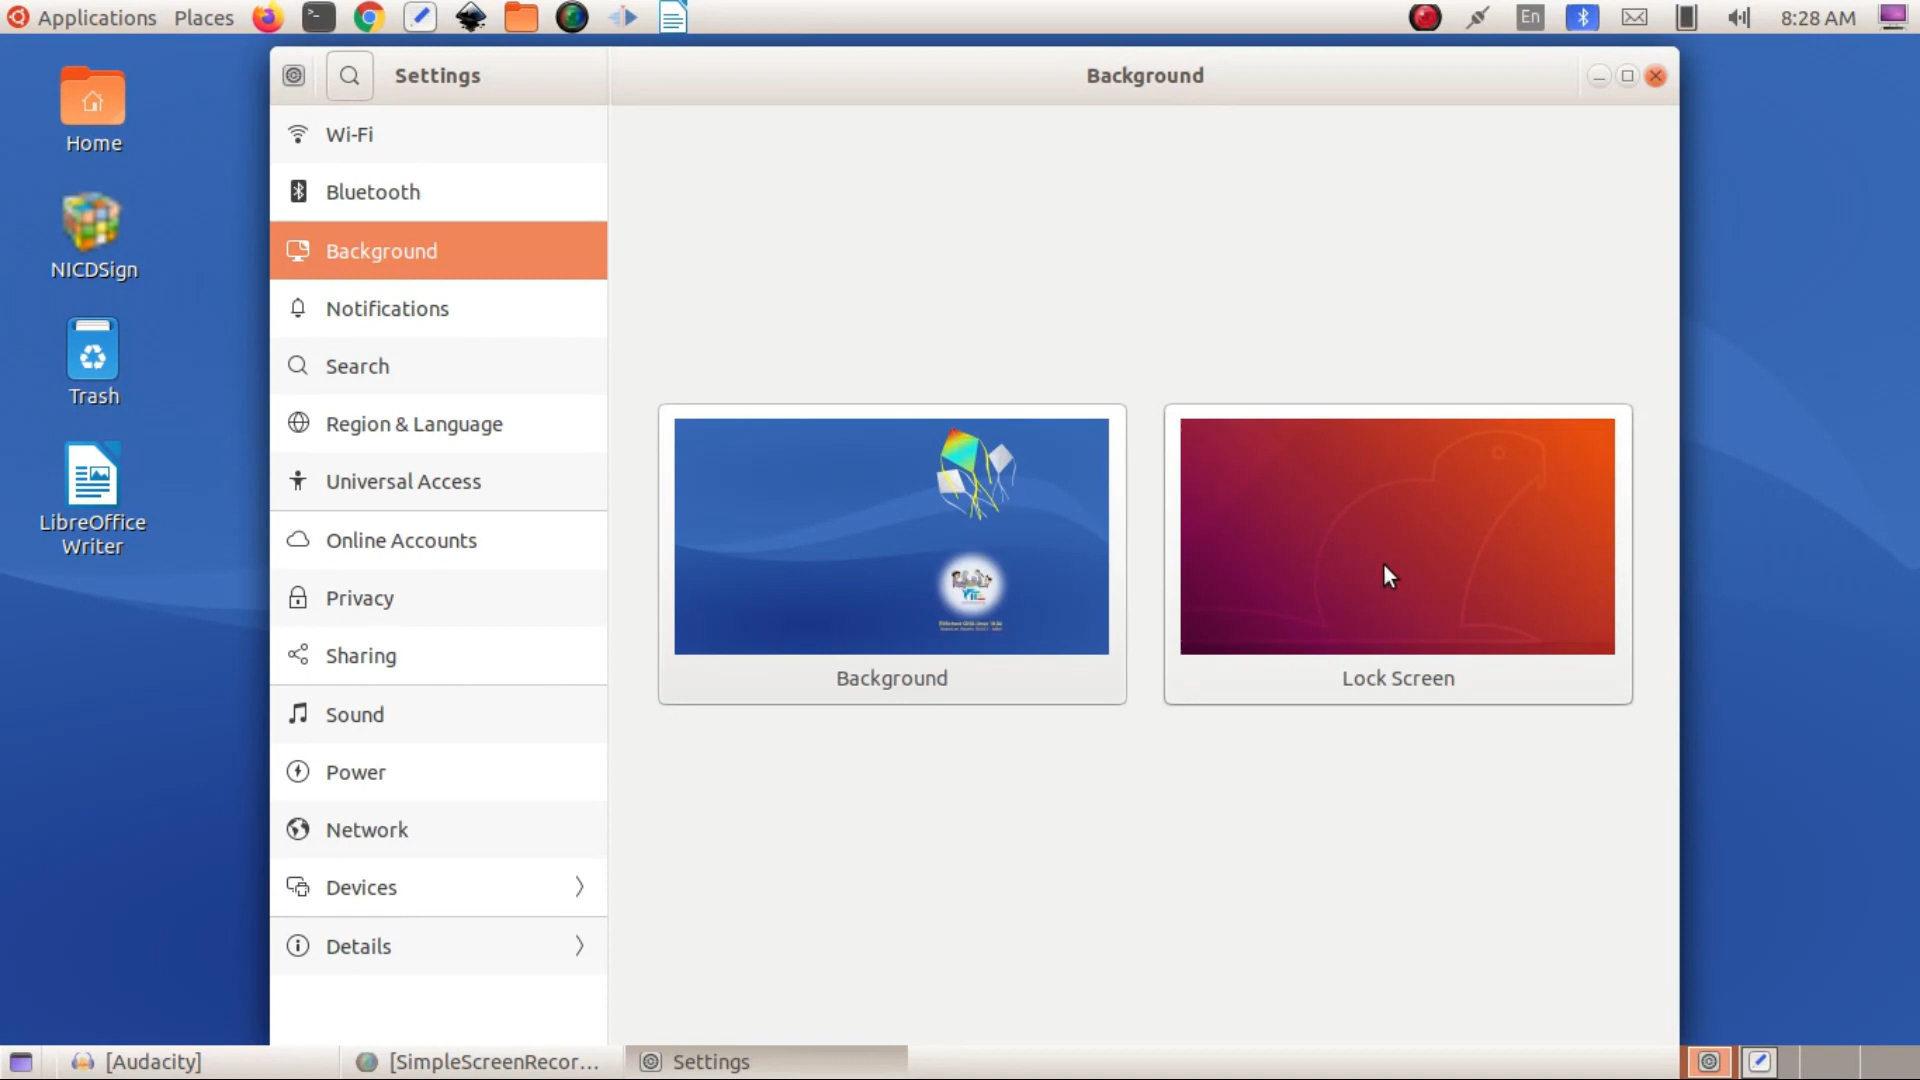 Applications Places En 8:28 AM
Settings
Background
Home
NICDSign
Trash
LibreOffice
Writer
Wi-Fi
Bluetooth
Background
Notifications
Search
Region & Language
Universal Access
Online Accounts
Privacy
Sharing
Sound
Power
Network
Devices
Details
Background
Lock Screen
[Audacity]
[SimpleScreenRecor...
Settings